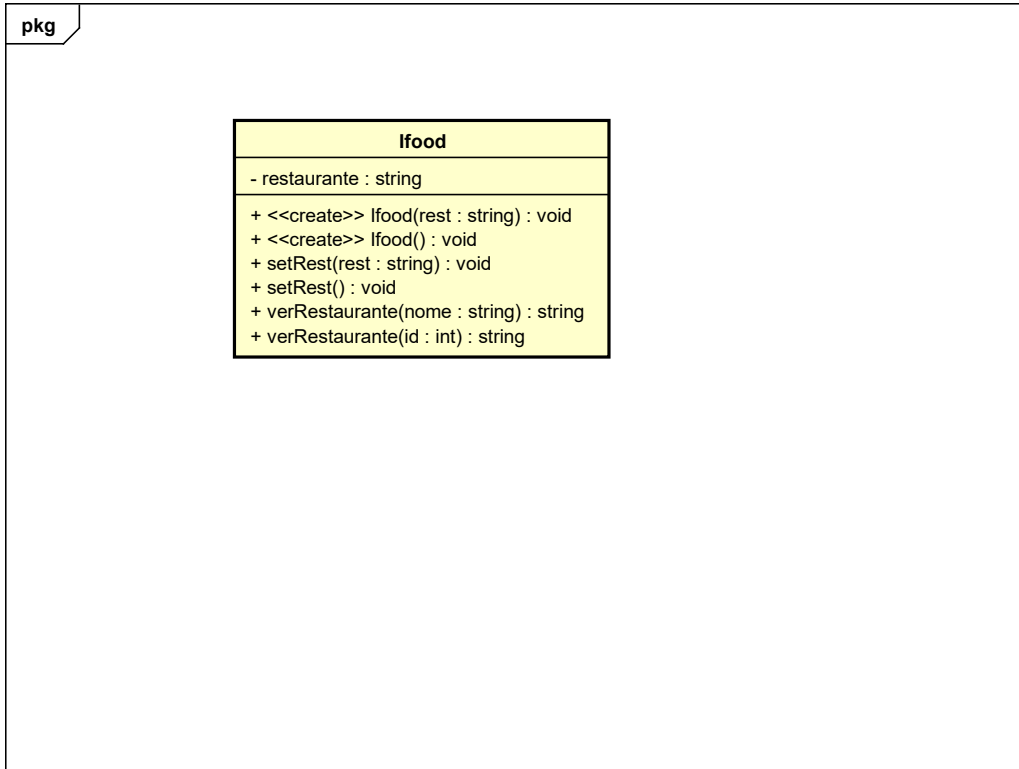 pkg
Ifood
- restaurante : string
+ <<create>> Ifood(rest : string) : void
+ <<create>> Ifood() : void
+ setRest(rest : string) : void
+ setRest() : void
+ verRestaurante(nome : string) : string
+ verRestaurante(id : int) : string